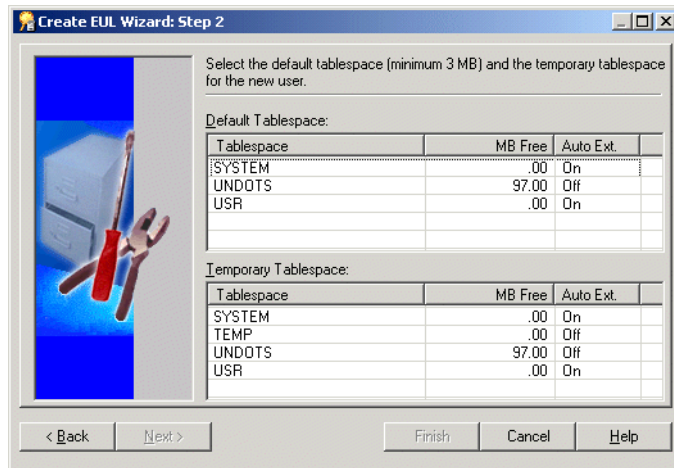 Create EUL Wizard: Step 2
Select the default tablespace (minimum 3 MB) and the temporary tablespace
for the new user.
Default Tablespace:
Tablespace MB Free Auto Ext.
SYSTEM .00 On
UNDOTS 97.00 Off
USR .00 On
Temporary Tablespace:
Tablespace MB Free Auto Ext.
SYSTEM .00 On
TEMP .00 Off
UNDOTS 97.00 Off
USR .00 On
< Back Next > Finish Cancel Help